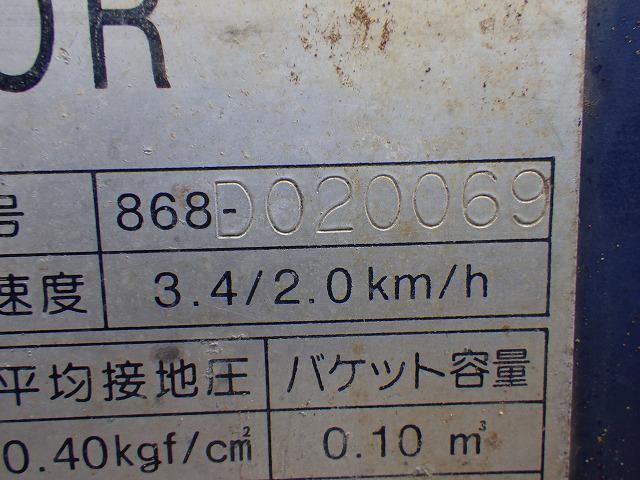 OR
号 868-D020069
速度 3.4/2.0km/h
平均接地圧 バケット容量
0.40kgf/cm² 0.10 m³